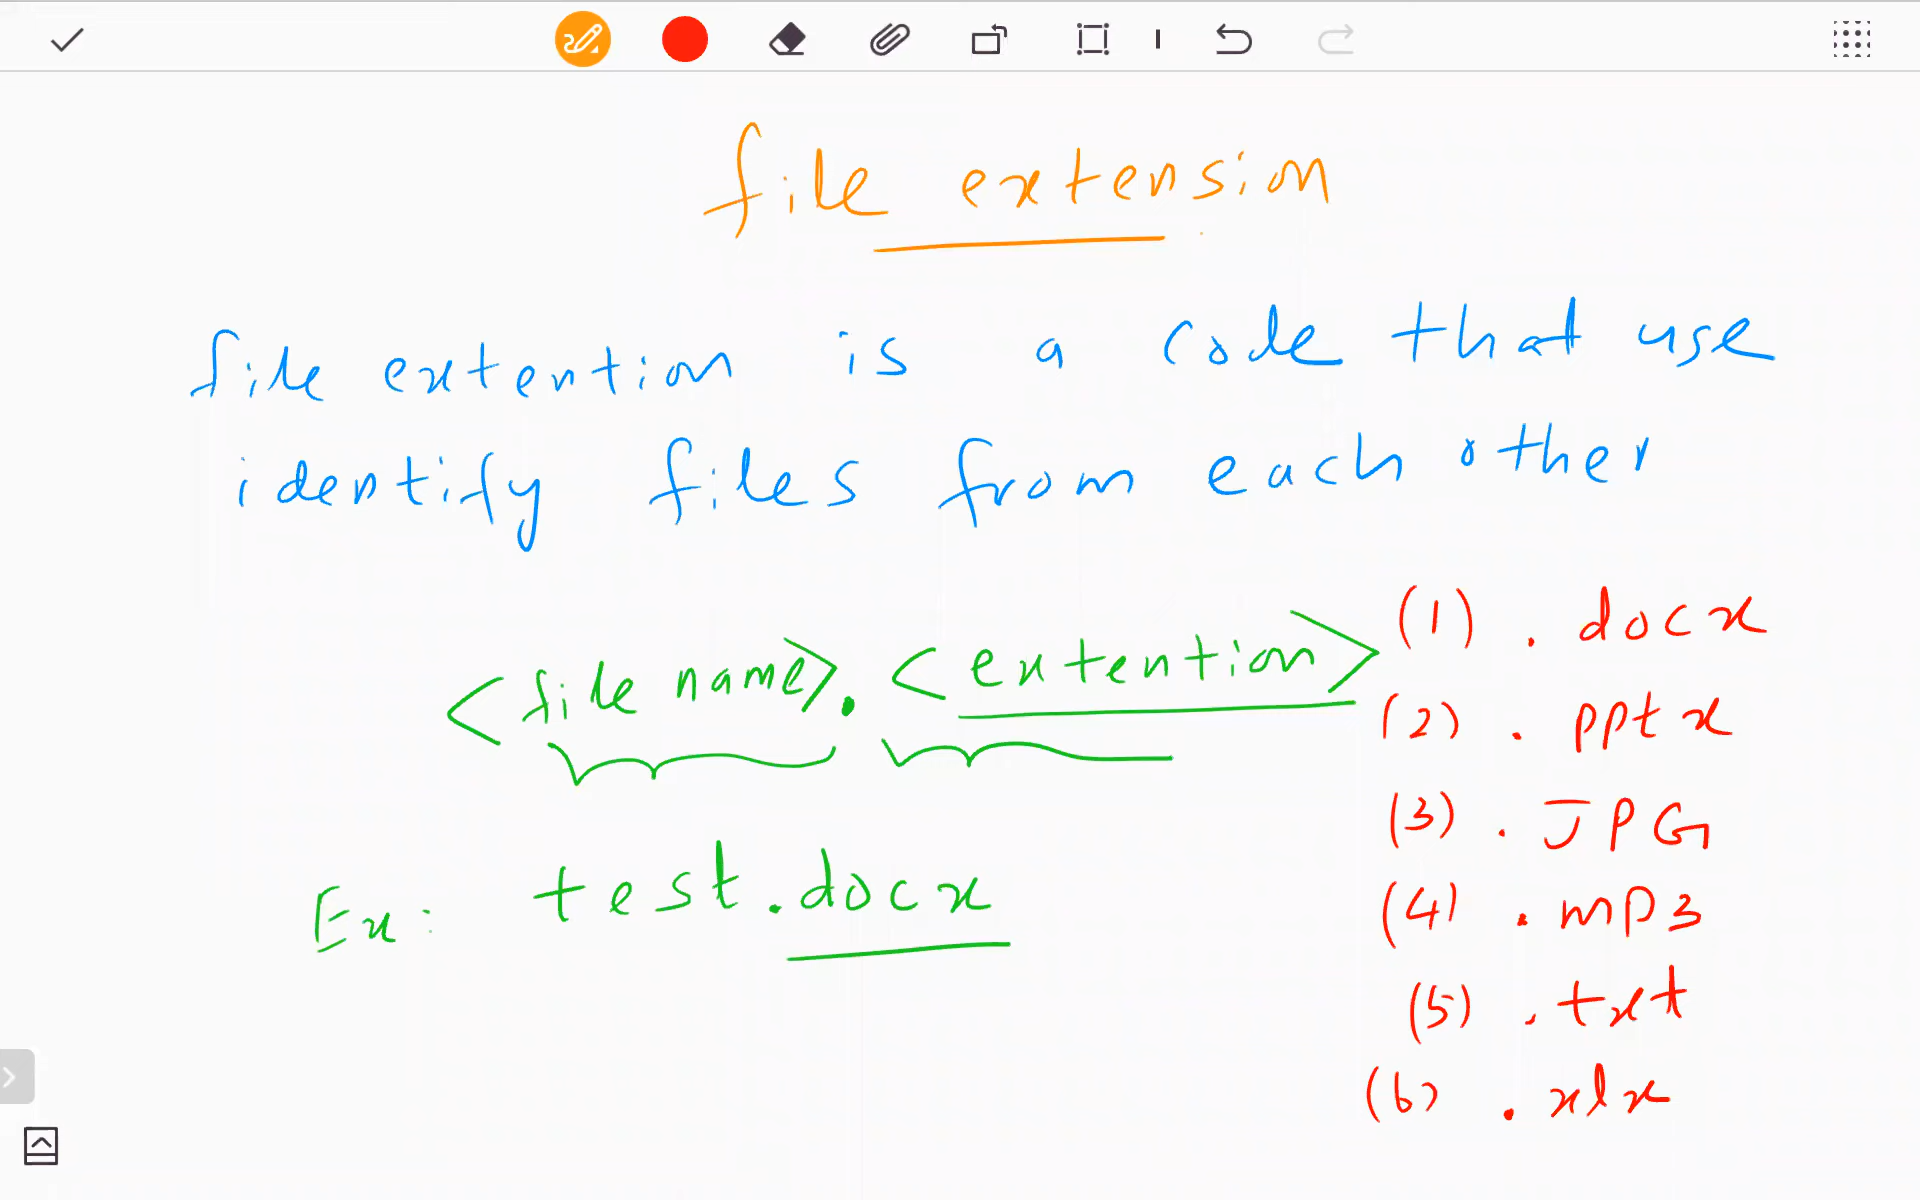 file extension
file extention is a code that use
identify files from each other
<file name>.<extention>
Ex: test.docx
(1) .docx
(2) .pptx
(3) .JPG
(4) .mp3
(5) .txt
(6) .xlx